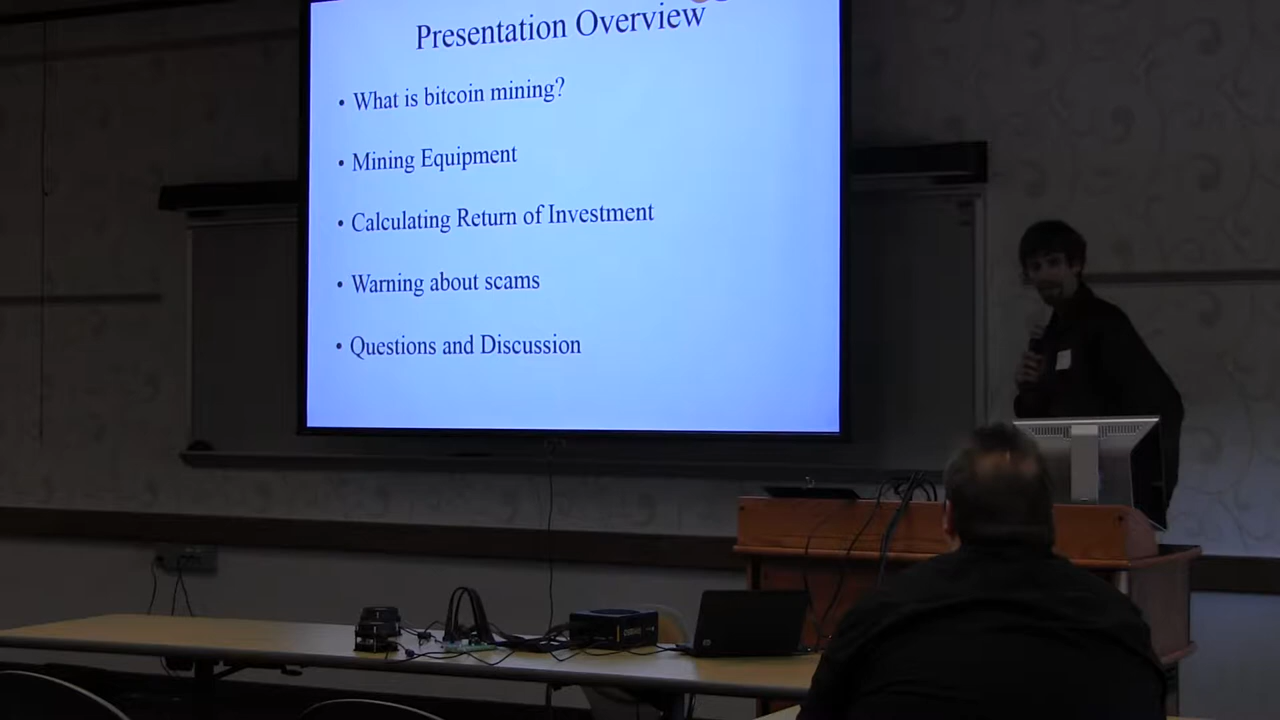 Presentation Overview
• What is bitcoin mining?
• Mining Equipment
• Calculating Return of Investment
• Warning about scams
• Questions and Discussion